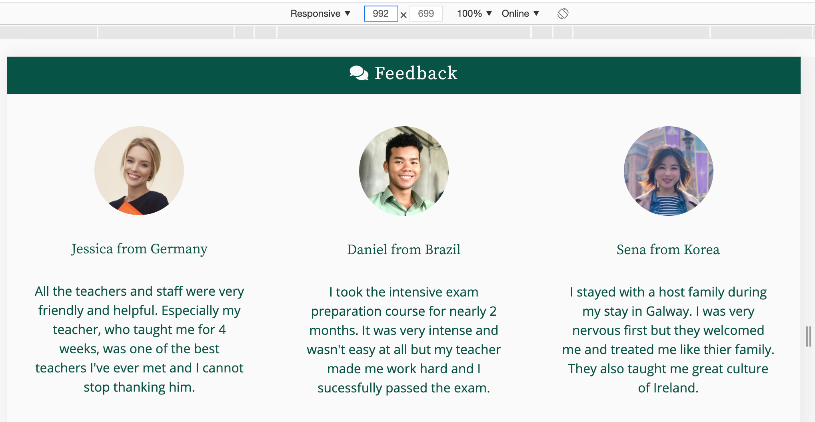 Responsive ▼ 992 x 699 100% ▼ Online ▼
Feedback
Jessica from Germany
All the teachers and staff were very
friendly and helpful. Especially my
teacher, who taught me for 4
weeks, was one of the best
teachers I've ever met and I cannot
stop thanking him.
Daniel from Brazil
I took the intensive exam
preparation course for nearly 2
months. It was very intense and
wasn't easy at all but my teacher
made me work hard and I
sucessfully passed the exam.
Sena from Korea
I stayed with a host family during
my stay in Galway. I was very
nervous first but they welcomed
me and treated me like thier family.
They also taught me great culture
of Ireland.